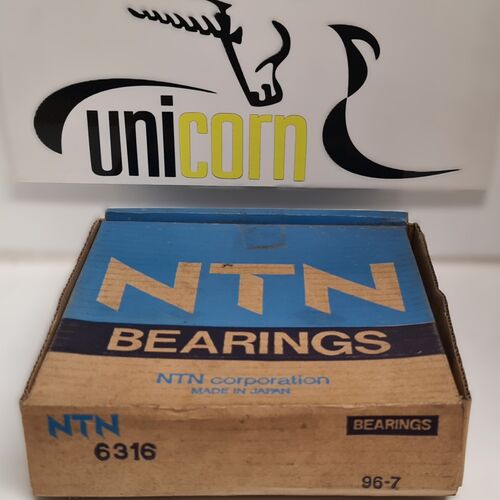 unicorn
NTN
BEARINGS
NTN corporation
MADE IN JAPAN
NTN BEARINGS
6316
96-7